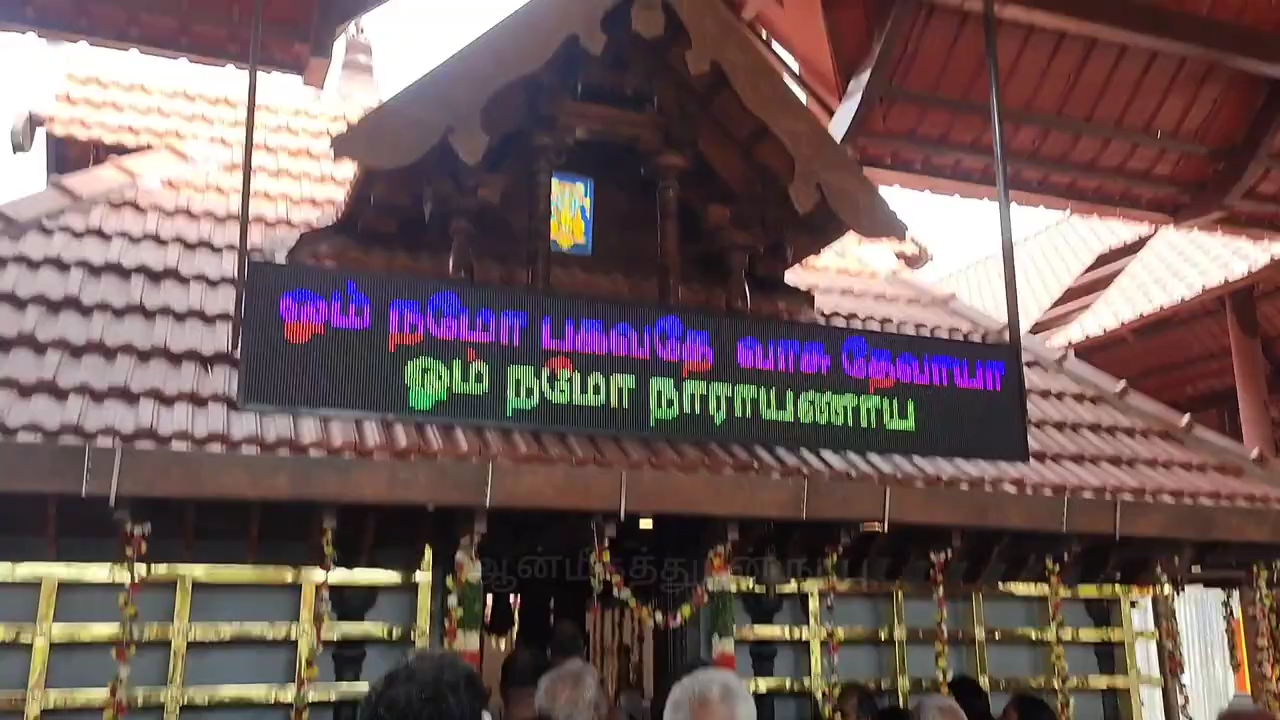 ஓம் நமோ பகவதே வாசு தேவாயா
ஓம் நமோ நாராயணாய